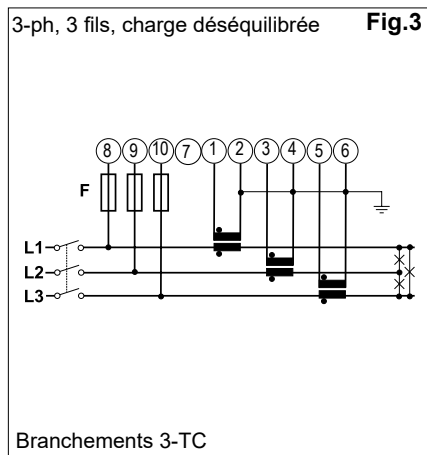 3-ph, 3 fils, charge déséquilibrée Fig.3
8 9 10 7 1 2 3 4 5 6
F
L1
L2
L3
Branchements 3-TC